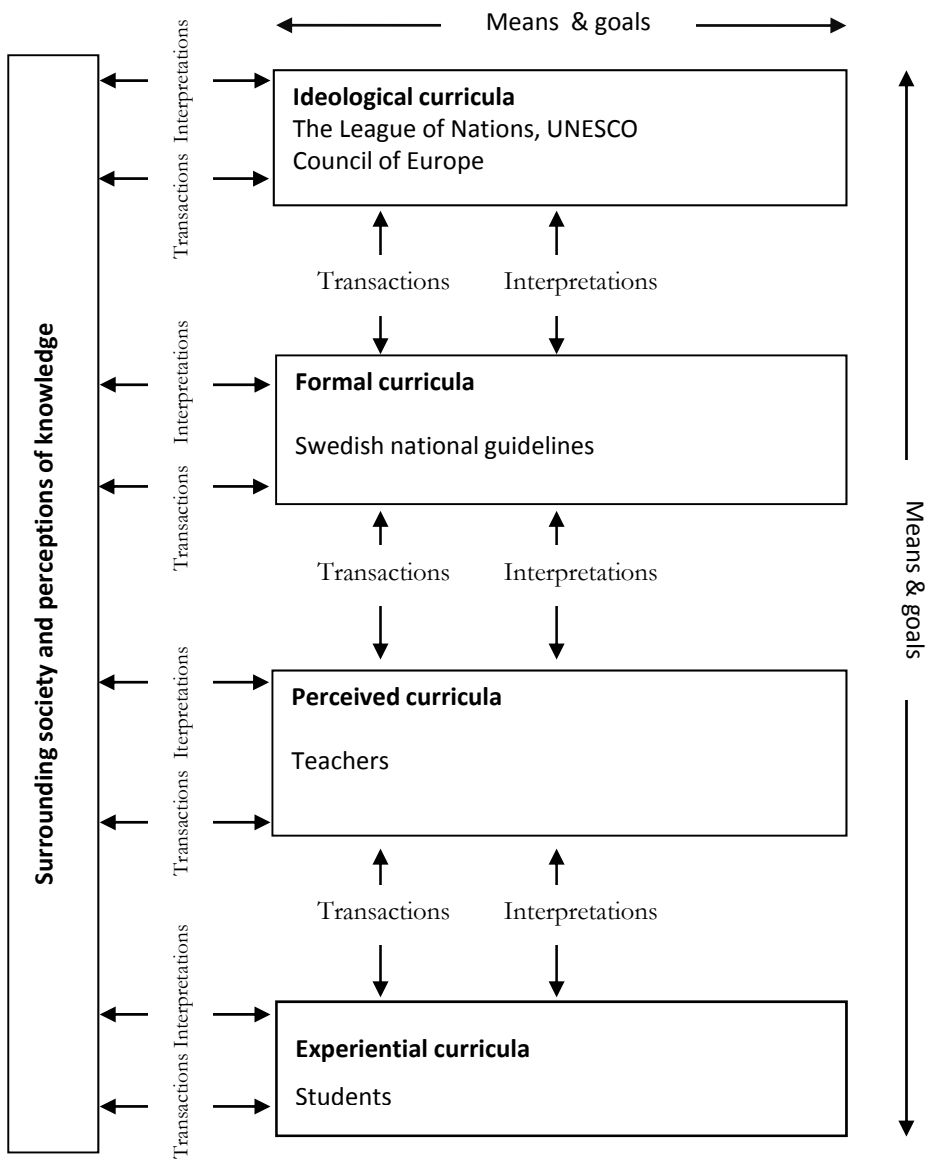 Means & goals
Surrounding society and perceptions of knowledge
Interpretations
Transactions
Ideological curricula
The League of Nations, UNESCO
Council of Europe
Transactions Interpretations
Interpretations
Transactions
Formal curricula
Swedish national guidelines
Means & goals
Transactions Interpretations
Iterpretations
Transactions
Perceived curricula
Teachers
Transactions Interpretations
Interpretations
Transactions
Experiential curricula
Students